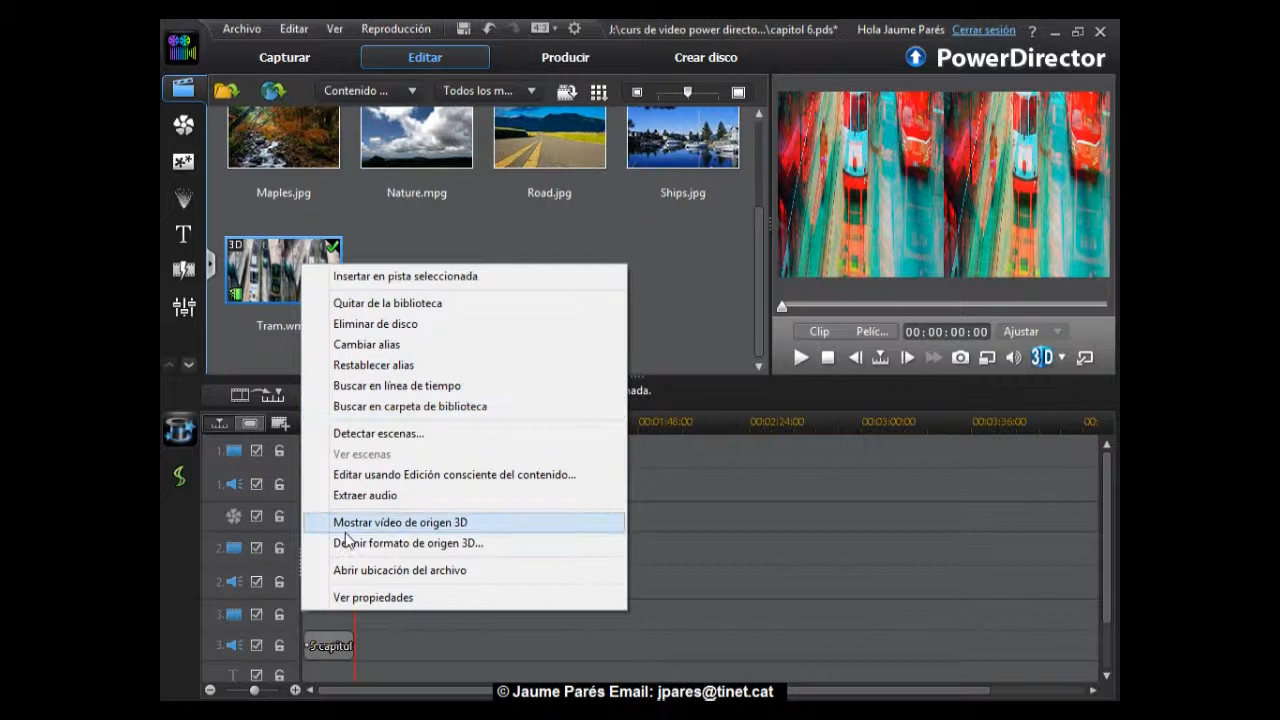 Archivo Editar Ver Reproducción
J:\curs de video power directo...\capitol 6.pds*
Hola Jaume Parés Cerrar sesión ?
Capturar Editar Producir Crear disco
PowerDirector
Contenido ... Todos los m...
Maples.jpg Nature.mpg Road.jpg Ships.jpg
3D
Tram.wm
Insertar en pista seleccionada
Quitar de la biblioteca
Eliminar de disco
Cambiar alias
Restablecer alias
Buscar en línea de tiempo
Buscar en carpeta de biblioteca
Detectar escenas...
Ver escenas
Editar usando Edición consciente del contenido...
Extraer audio
Mostrar vídeo de origen 3D
Definir formato de origen 3D...
Abrir ubicación del archivo
Ver propiedades
Clip Pelíc... 00:00:00:00 Ajustar
3D
nada.
00:01:48:00 00:02:24:00 00:03:00:00 00:03:36:00 00:
1.
1.
2.
2.
3.
3. 5 capitul
T
© Jaume Parés Email: jpares@tinet.cat